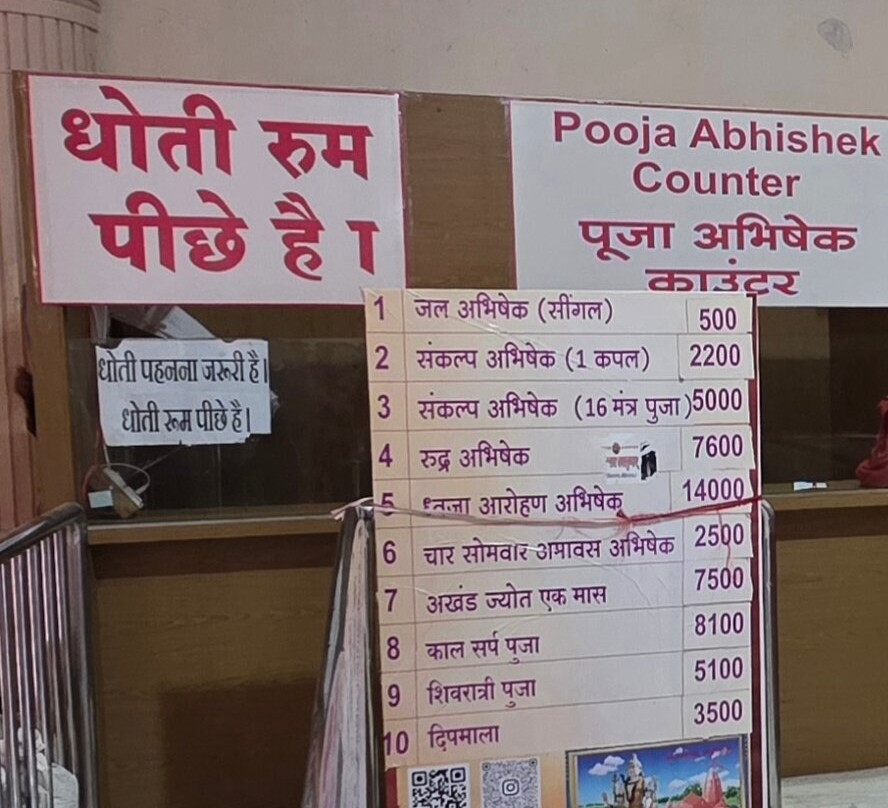 धोती रुम
पीछे है।
Pooja Abhishek
Counter
पूजा अभिषेक
काउंटर
धोती पहनना जरूरी है।
धोती रूम पीछे है।
1 जल अभिषेक (सींगल) 500
2 संकल्प अभिषेक (1 कपल) 2200
3 संकल्प अभिषेक (16 मंत्र पुजा) 5000
4 रुद्र अभिषेक 7600
5 ध्वजा आरोहण अभिषेक 14000
6 चार सोमवार अमावस अभिषेक 2500
7 अखंड ज्योत एक मास 7500
8 काल सर्प पुजा 8100
9 शिवरात्री पुजा 5100
10 दिपमाला 3500